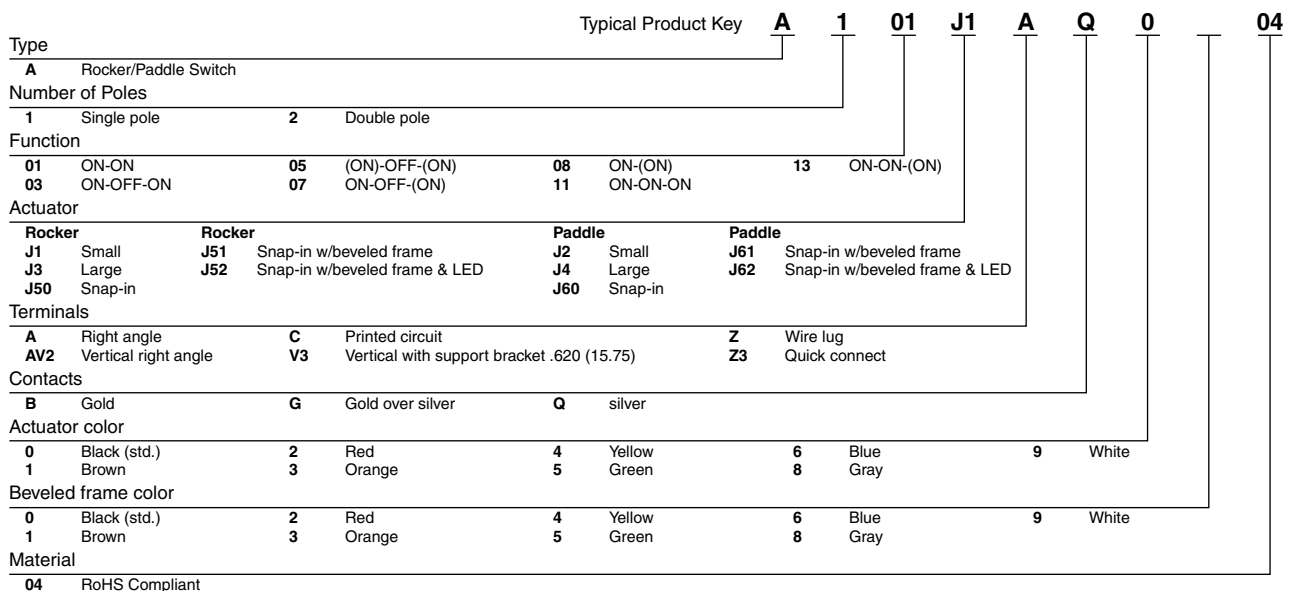 Typical Product Key A 1 01 J1 A Q 0 04
Type
A Rocker/Paddle Switch
Number of Poles
1 Single pole 2 Double pole
Function
01 ON-ON 05 (ON)-OFF-(ON) 08 ON-(ON) 13 ON-ON-(ON)
03 ON-OFF-ON 07 ON-OFF-(ON) 11 ON-ON-ON
Actuator
Rocker Rocker Paddle Paddle
J1 Small J51 Snap-in w/beveled frame J2 Small J61 Snap-in w/beveled frame
J3 Large J52 Snap-in w/beveled frame & LED J4 Large J62 Snap-in w/beveled frame & LED
J50 Snap-in J60 Snap-in
Terminals
A Right angle C Printed circuit Z Wire lug
AV2 Vertical right angle V3 Vertical with support bracket .620 (15.75) Z3 Quick connect
Contacts
B Gold G Gold over silver Q silver
Actuator color
0 Black (std.) 2 Red 4 Yellow 6 Blue 9 White
1 Brown 3 Orange 5 Green 8 Gray
Beveled frame color
0 Black (std.) 2 Red 4 Yellow 6 Blue 9 White
1 Brown 3 Orange 5 Green 8 Gray
Material
04 RoHS Compliant